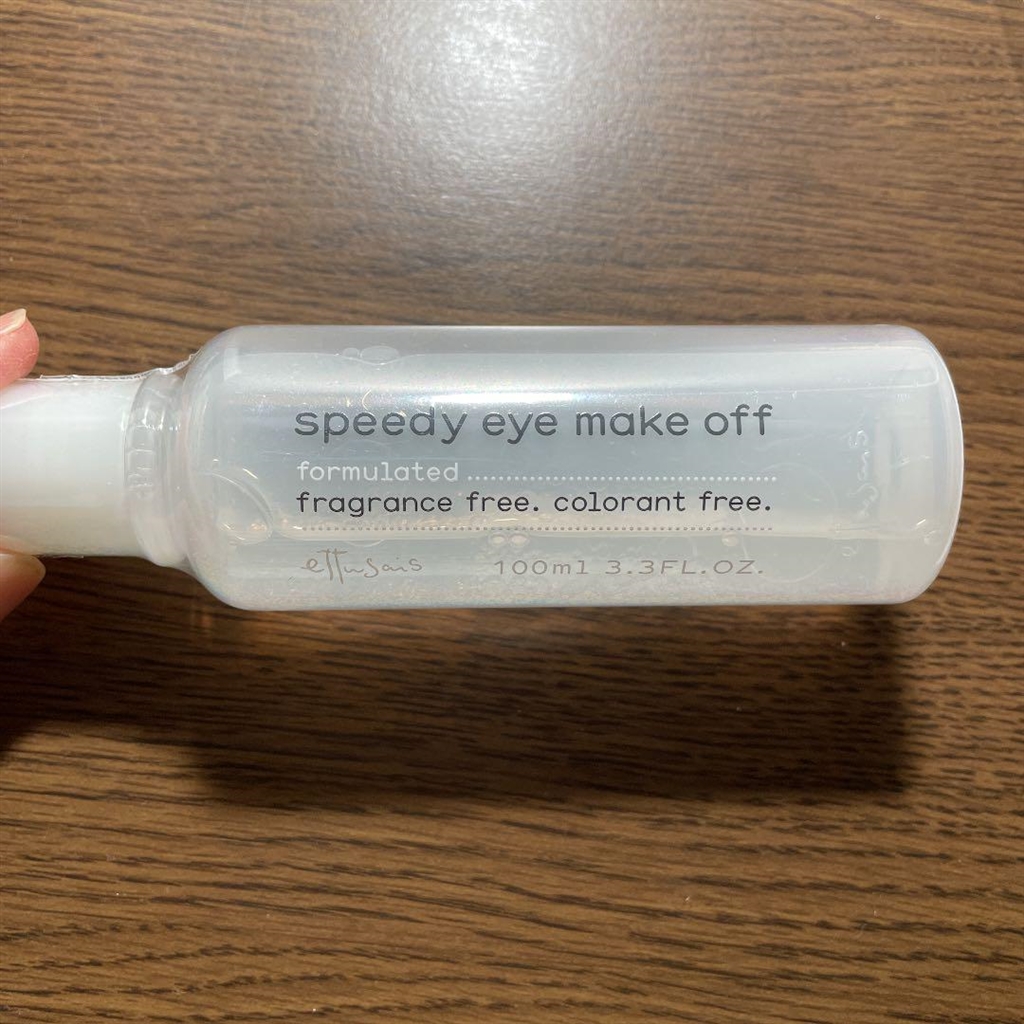 speedy eye make off
formulated
fragrance free. colorant free.
ettusais 100ml 3.3FL.OZ.